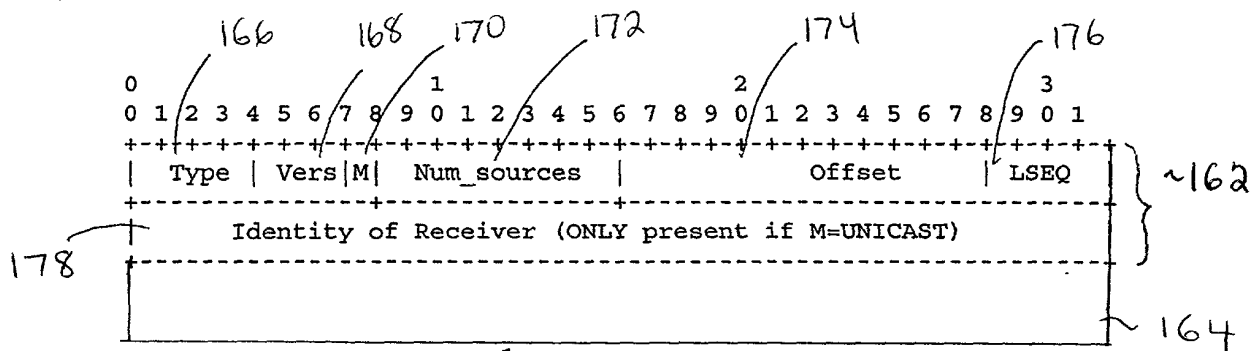 166 168 170 172 174 176
0 1 2 3
0 1 2 3 4 5 6 7 8 9 0 1 2 3 4 5 6 7 8 9 0 1 2 3 4 5 6 7 8 9 0 1
+-+-+-+-+-+-+-+-+-+-+-+-+-+-+-+-+-+-+-+-+-+-+-+-+-+-+-+-+-+-+-+-+
| Type | Vers|M| Num_sources | Offset | LSEQ
~162
Identity of Receiver (ONLY present if M=UNICAST)
178
164